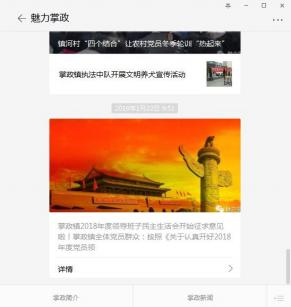 魅力掌政
镇河村“四个结合”让农村党员冬季轮训“热起来”
掌政镇执法中队开展文明养犬宣传活动
2019年1月22日 9:51
掌政镇2018年度领导班子民主生活会开始征求意见
啦！掌政镇全体党员群众：按照《关于认真开好2018
年度党员领
详情
掌政简介
掌政新闻